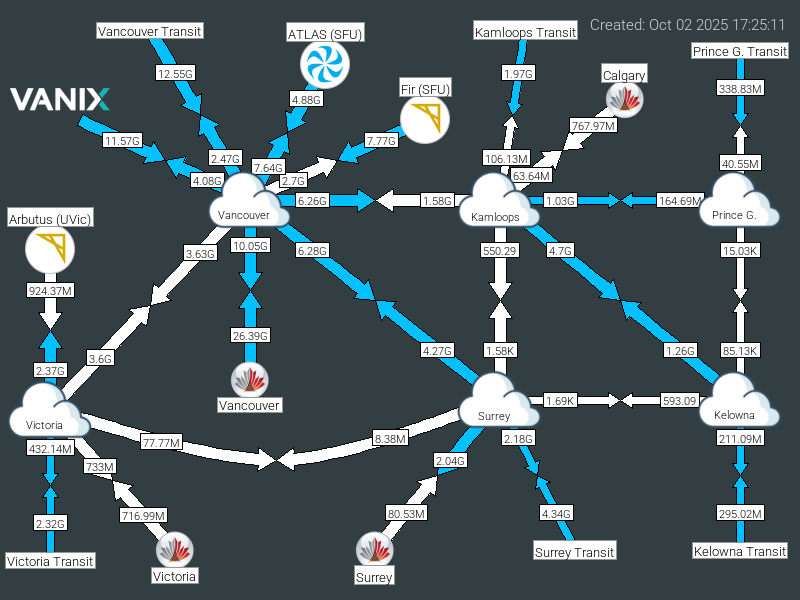 Created: Oct 02 2025 17:25:11
Vancouver Transit
ATLAS (SFU)
Kamloops Transit
Prince G. Transit
12.55G
1.97G
Calgary
338.83M
VANIX
4.88G
Fir (SFU)
767.97M
11.57G
7.77G
2.47G
106.13M
40.55M
7.64G
4.08G
2.7G
63.64M
6.26G
1.58G
1.03G
164.69M
Arbutus (UVic)
Vancouver
Kamloops
Prince G.
3.63G
10.05G
6.28G
550.29
4.7G
15.03K
924.37M
26.39G
3.6G
4.27G
1.58K
1.26G
85.13K
2.37G
Vancouver
1.69K
593.09
Victoria
Surrey
Kelowna
432.14M
77.77M
8.38M
2.18G
211.09M
733M
2.04G
2.32G
716.99M
80.53M
4.34G
295.02M
Victoria Transit
Victoria
Surrey
Surrey Transit
Kelowna Transit